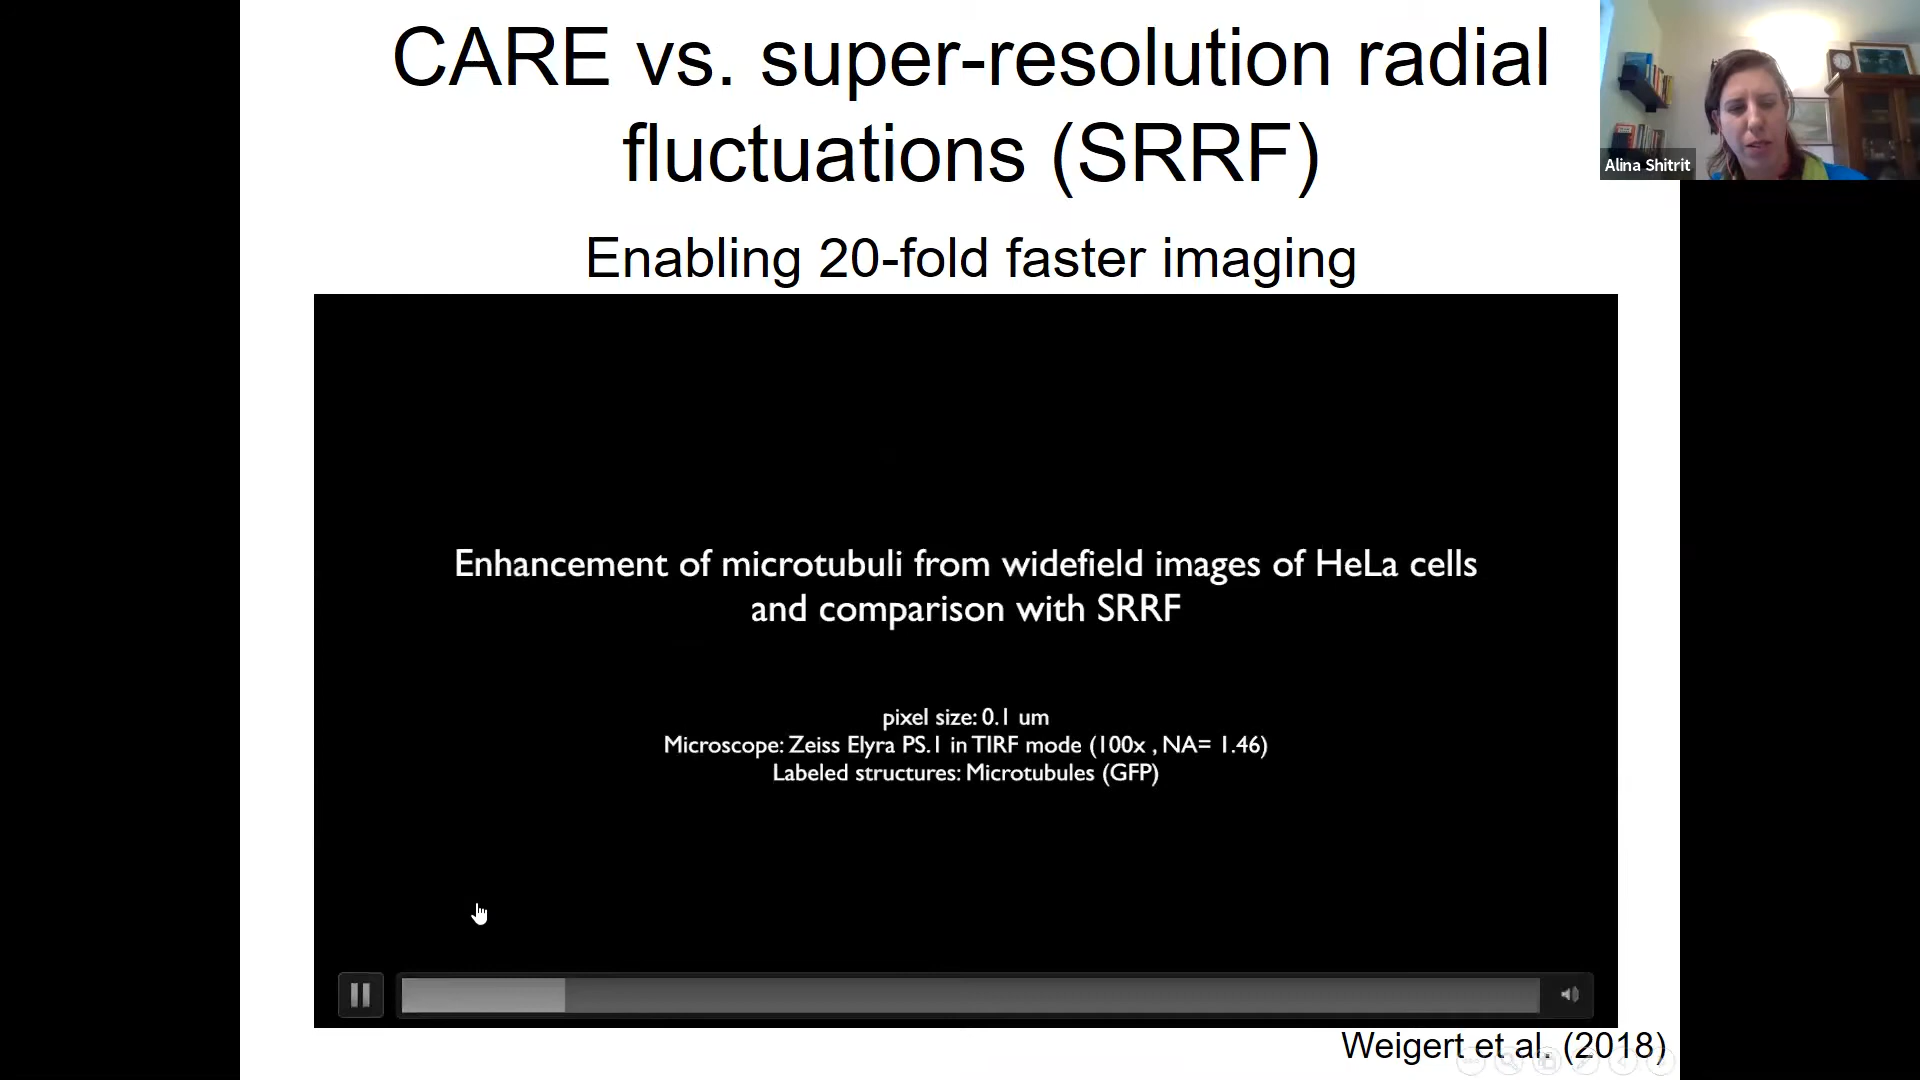 CARE vs. super-resolution radial
fluctuations (SRRF)
Alina Shitrit
Enabling 20-fold faster imaging
Enhancement of microtubuli from widefield images of HeLa cells
and comparison with SRRF
pixel size: 0.1 um
Microscope: Zeiss Elyra PS.1 in TIRF mode (100x , NA= 1.46)
Labeled structures: Microtubules (GFP)
Weigert et al. (2018)